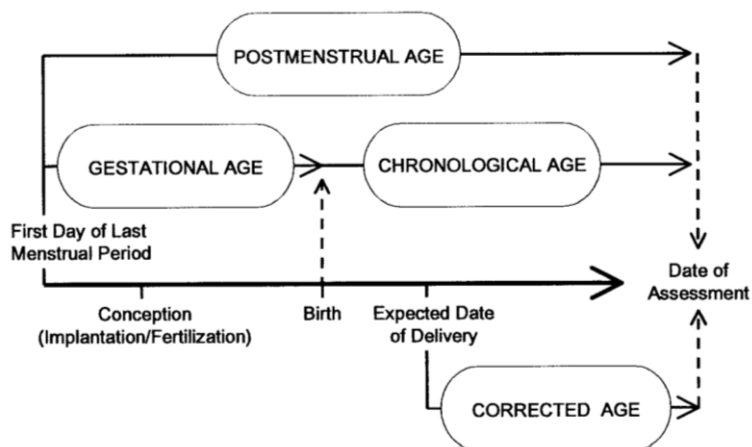 POSTMENSTRUAL AGE
GESTATIONAL AGE
CHRONOLOGICAL AGE
First Day of Last
Menstrual Period
Date of
Assessment
Conception
(Implantation/Fertilization)
Birth
Expected Date
of Delivery
CORRECTED AGE